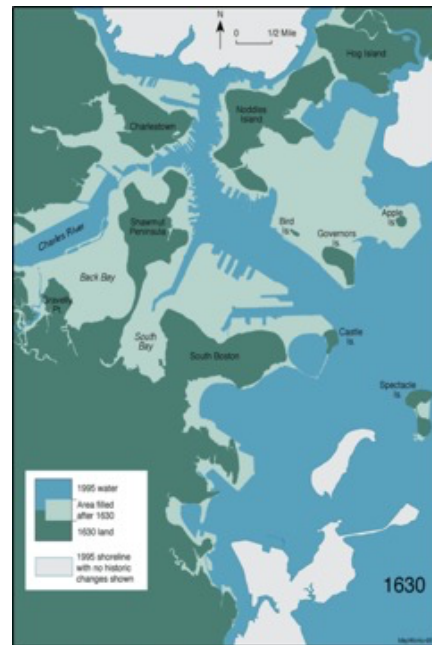 N
0 1/2 Mile
Hog Island
Noddles
Island
Charlestown
Shawmut
Peninsula
Bird
Is
Apple
Is
Governors
Is
Charles River
Back Bay
Gravelly
Pt
South
Bay
South Boston
Castle
Is
Spectacle
Is
1995 water
Area filled
after 1630
1630 land
1995 shoreline
with no historic
changes shown
1630